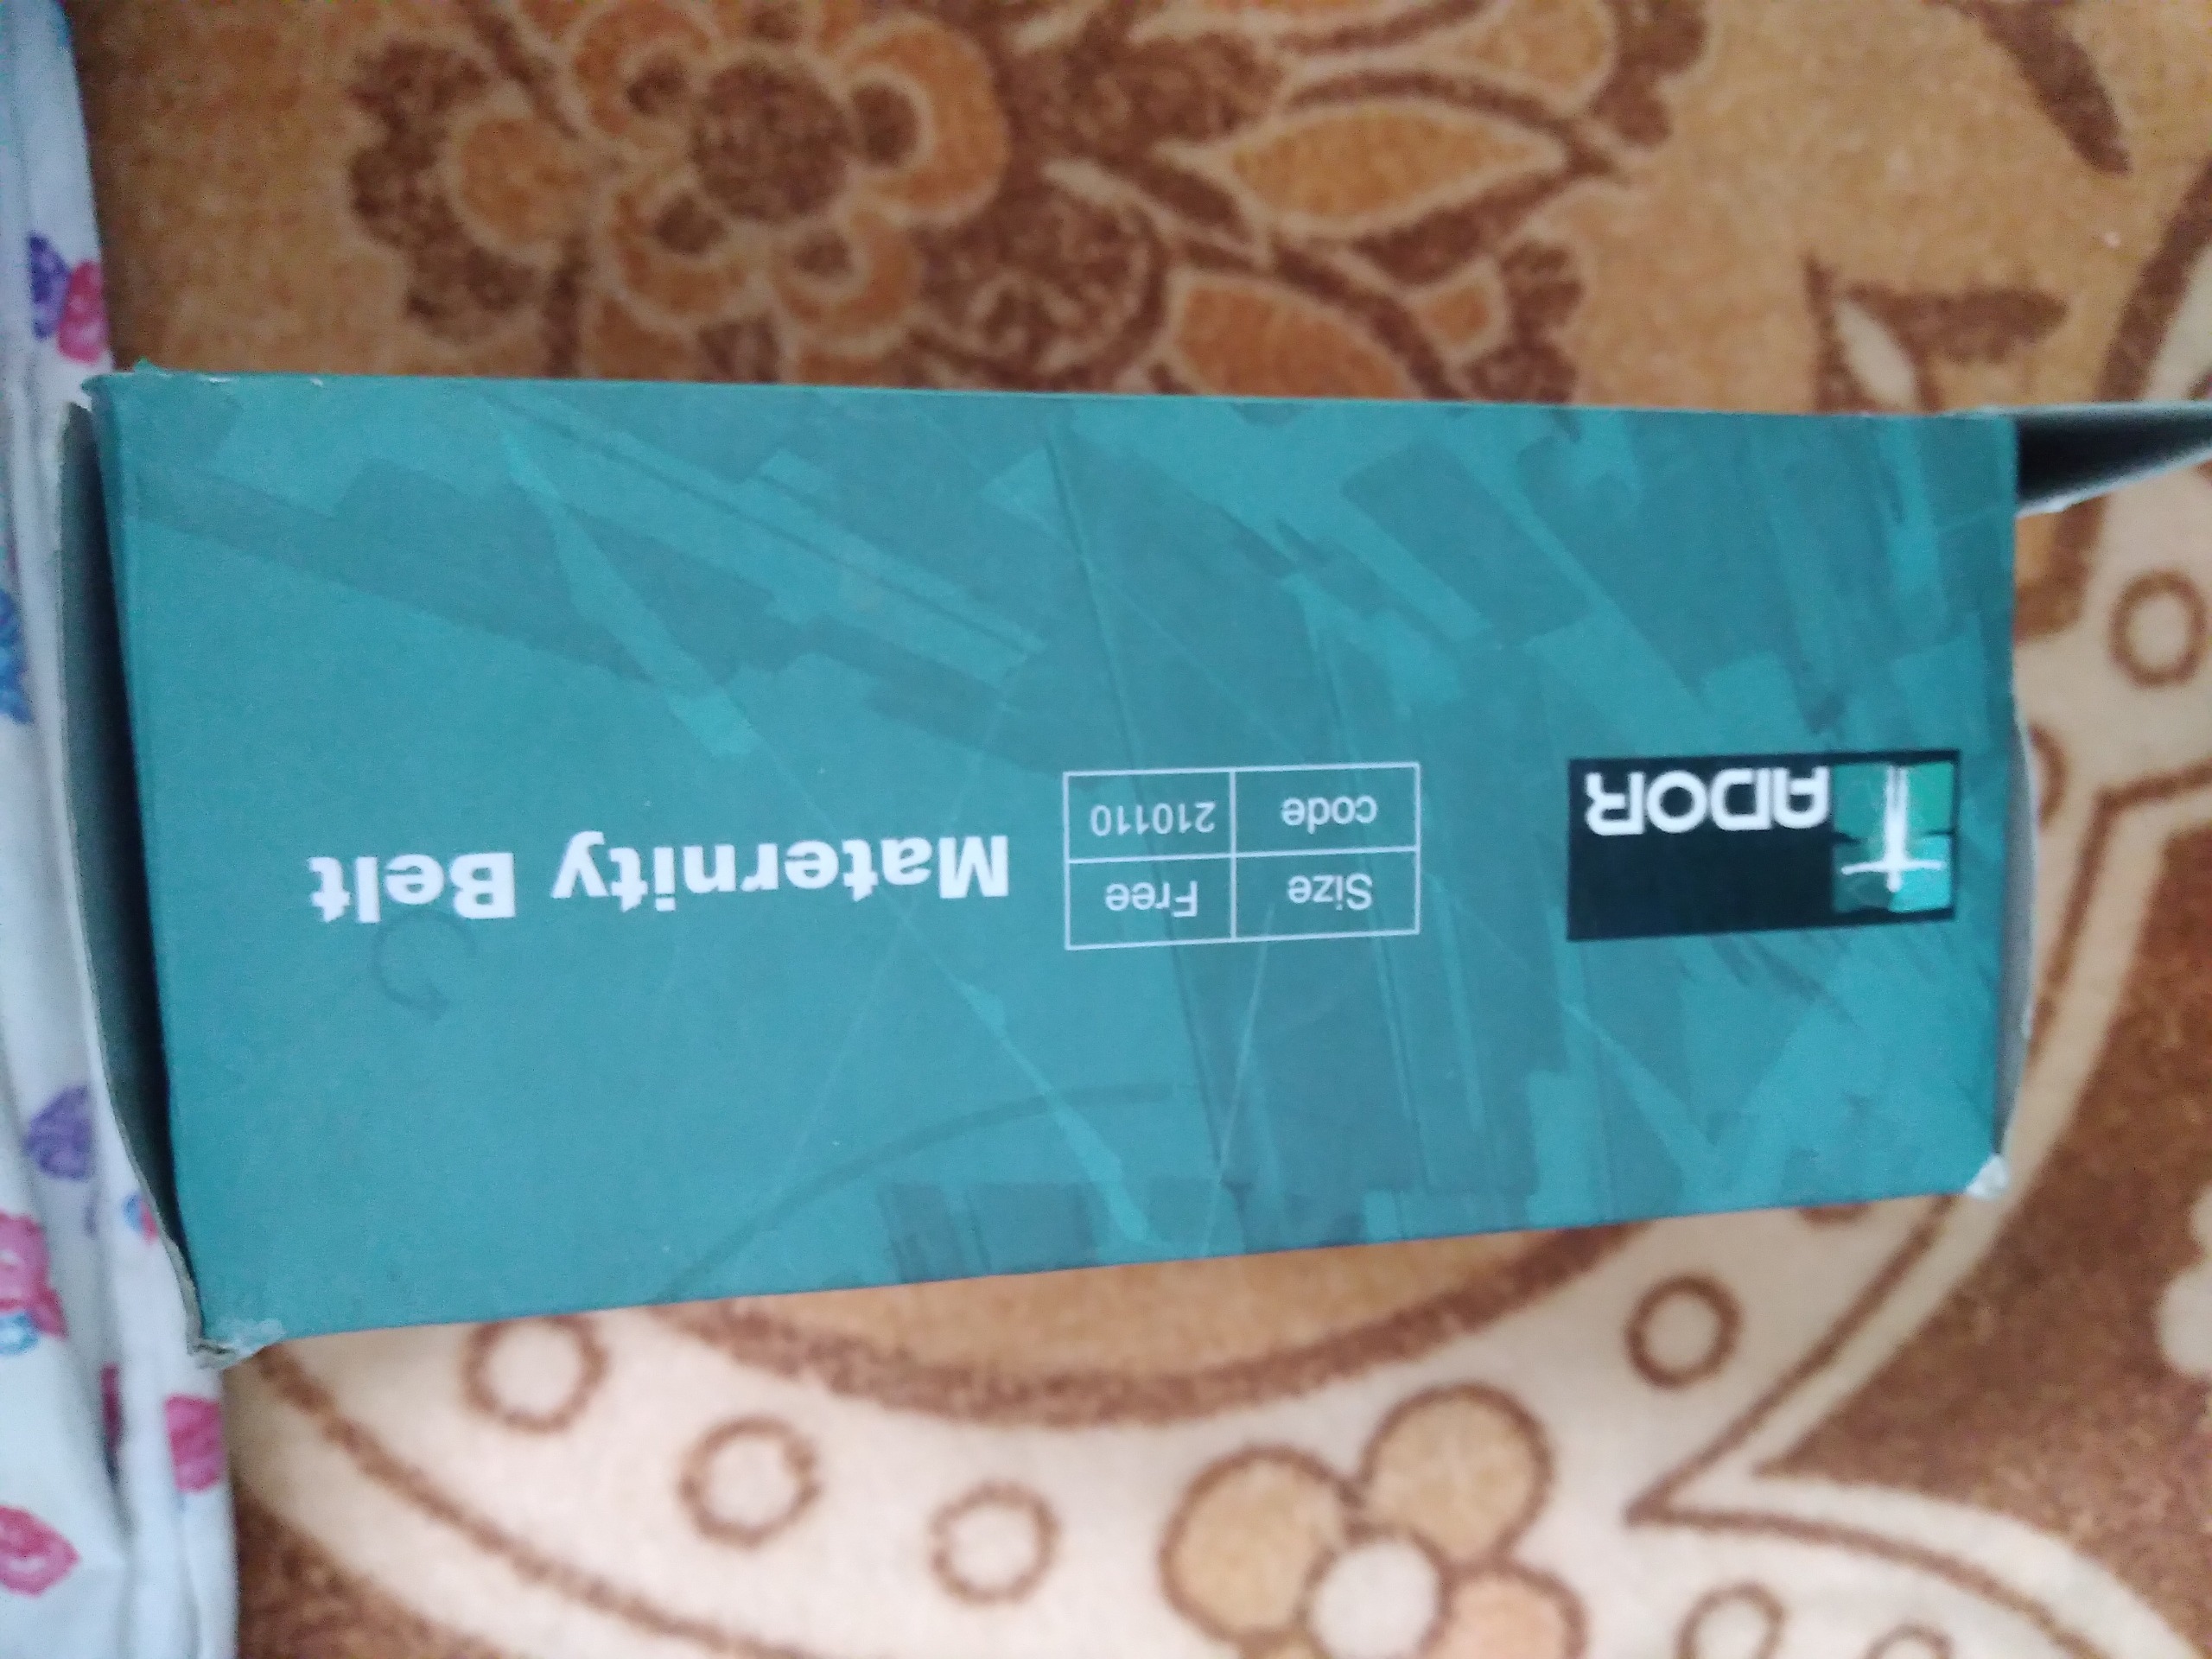 ADOR
Size Free
code 210110
Maternity Belt